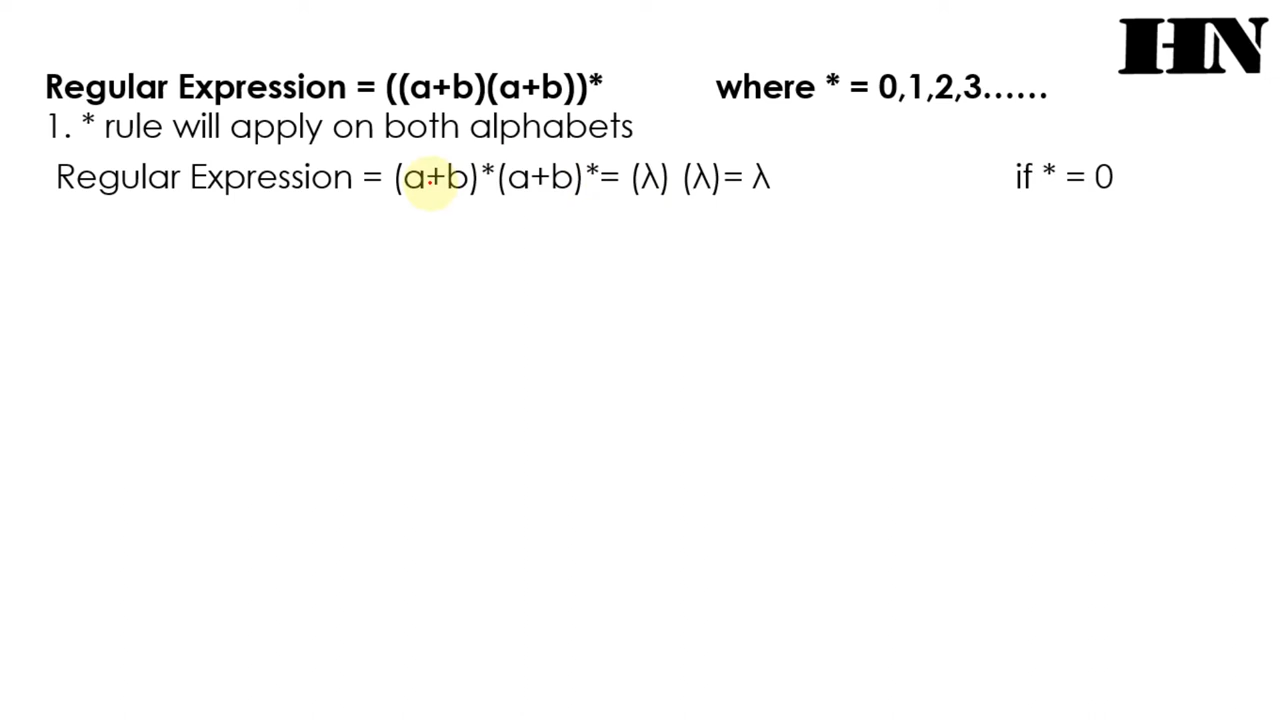 HN
Regular Expression = ((a+b)(a+b))* where * = 0,1,2,3......
1. * rule will apply on both alphabets
Regular Expression = (a+b)*(a+b)*= (λ) (λ)= λ if * = 0